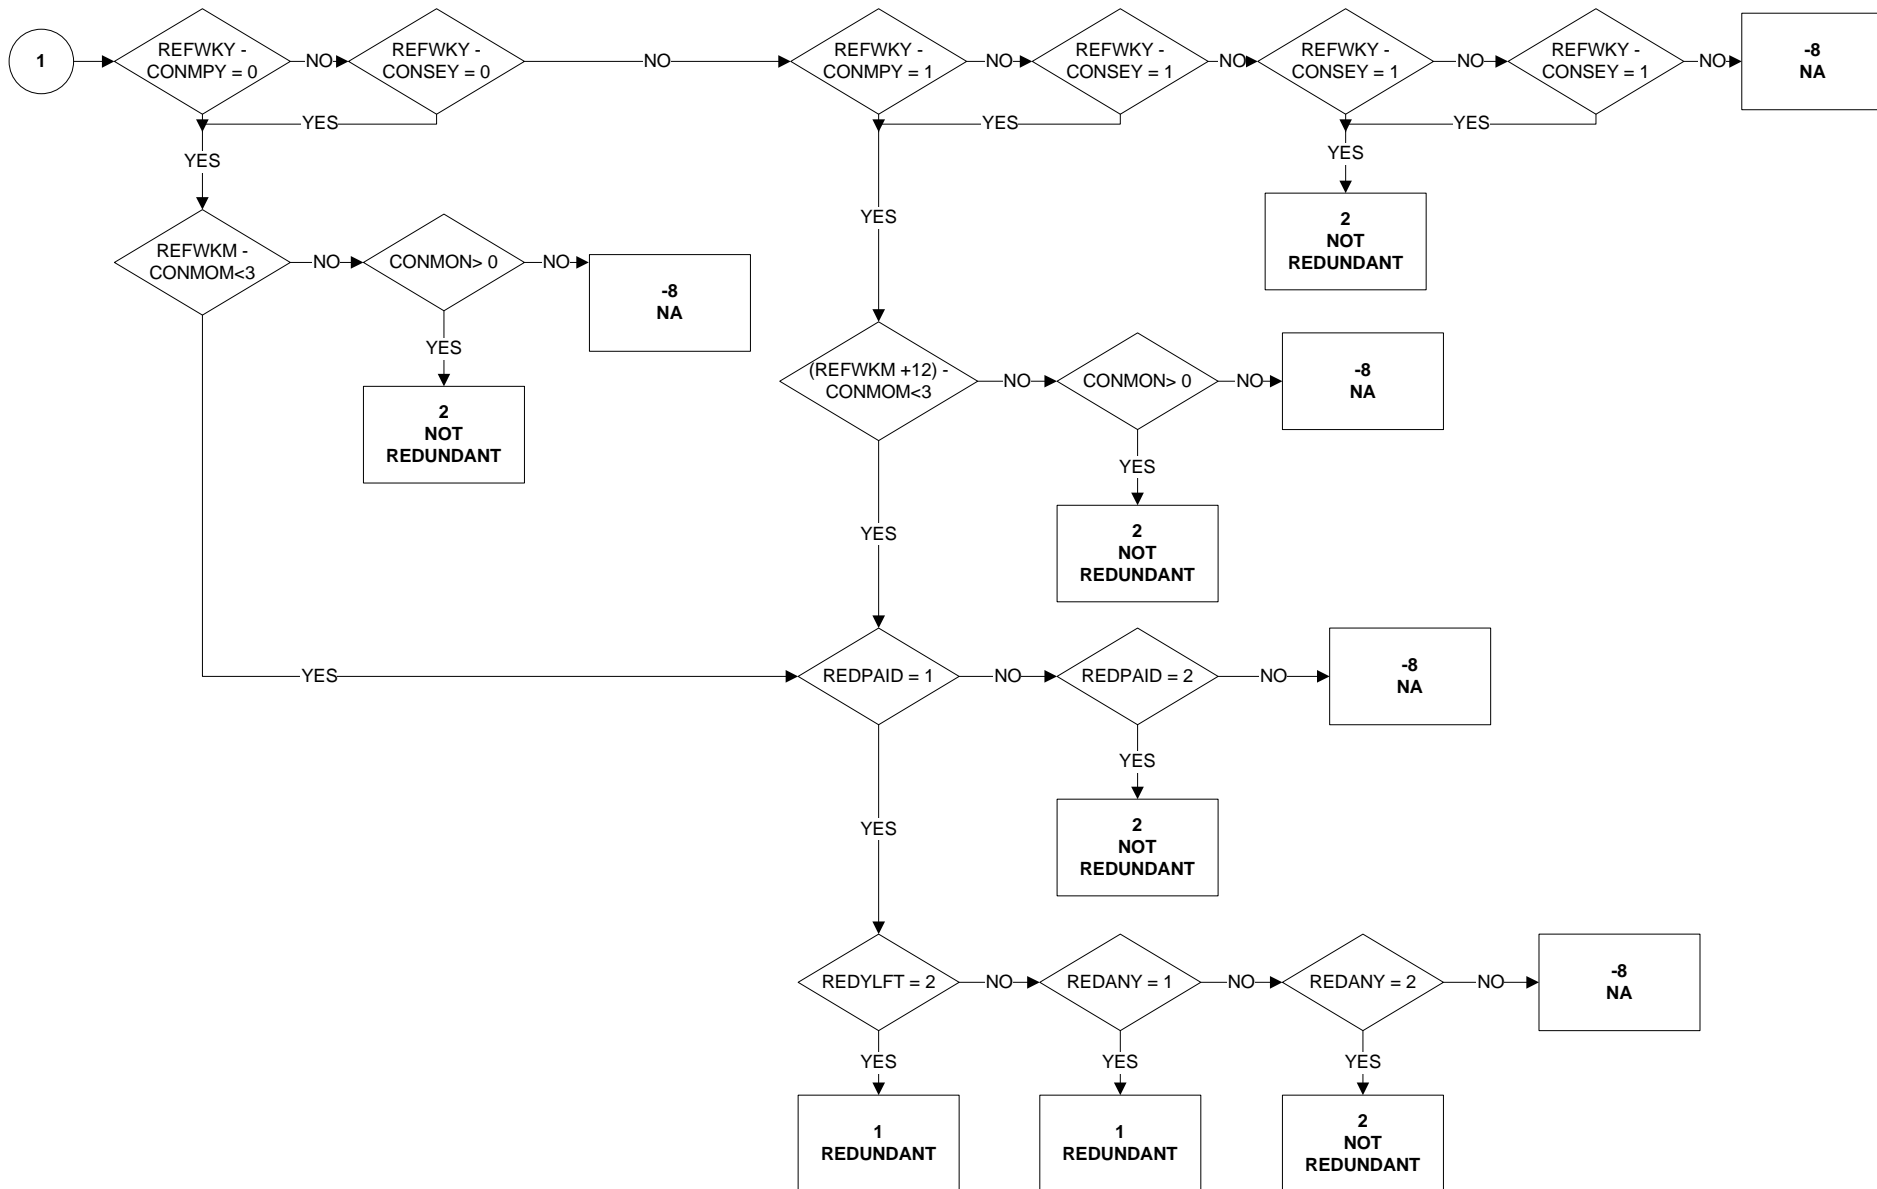 1
REFWKY -
CONMPY = 0
NO
REFWKY -
CONSEY = 0
NO
REFWKY -
CONMPY = 1
NO
REFWKY -
CONSEY = 1
NO
REFWKY -
CONSEY = 1
NO
REFWKY -
CONSEY = 1
NO
-8
NA
YES
YES
YES
YES
YES
YES
2
NOT
REDUNDANT
REFWKM -
CONMOM<3
NO
CONMON> 0
NO
-8
NA
YES
2
NOT
REDUNDANT
(REFWKM +12) -
CONMOM<3
NO
CONMON> 0
NO
-8
NA
YES
2
NOT
REDUNDANT
YES
YES
REDPAID = 1
NO
REDPAID = 2
NO
-8
NA
YES
2
NOT
REDUNDANT
YES
REDYLFT = 2
NO
REDANY = 1
NO
REDANY = 2
NO
-8
NA
YES
YES
YES
1
REDUNDANT
1
REDUNDANT
2
NOT
REDUNDANT